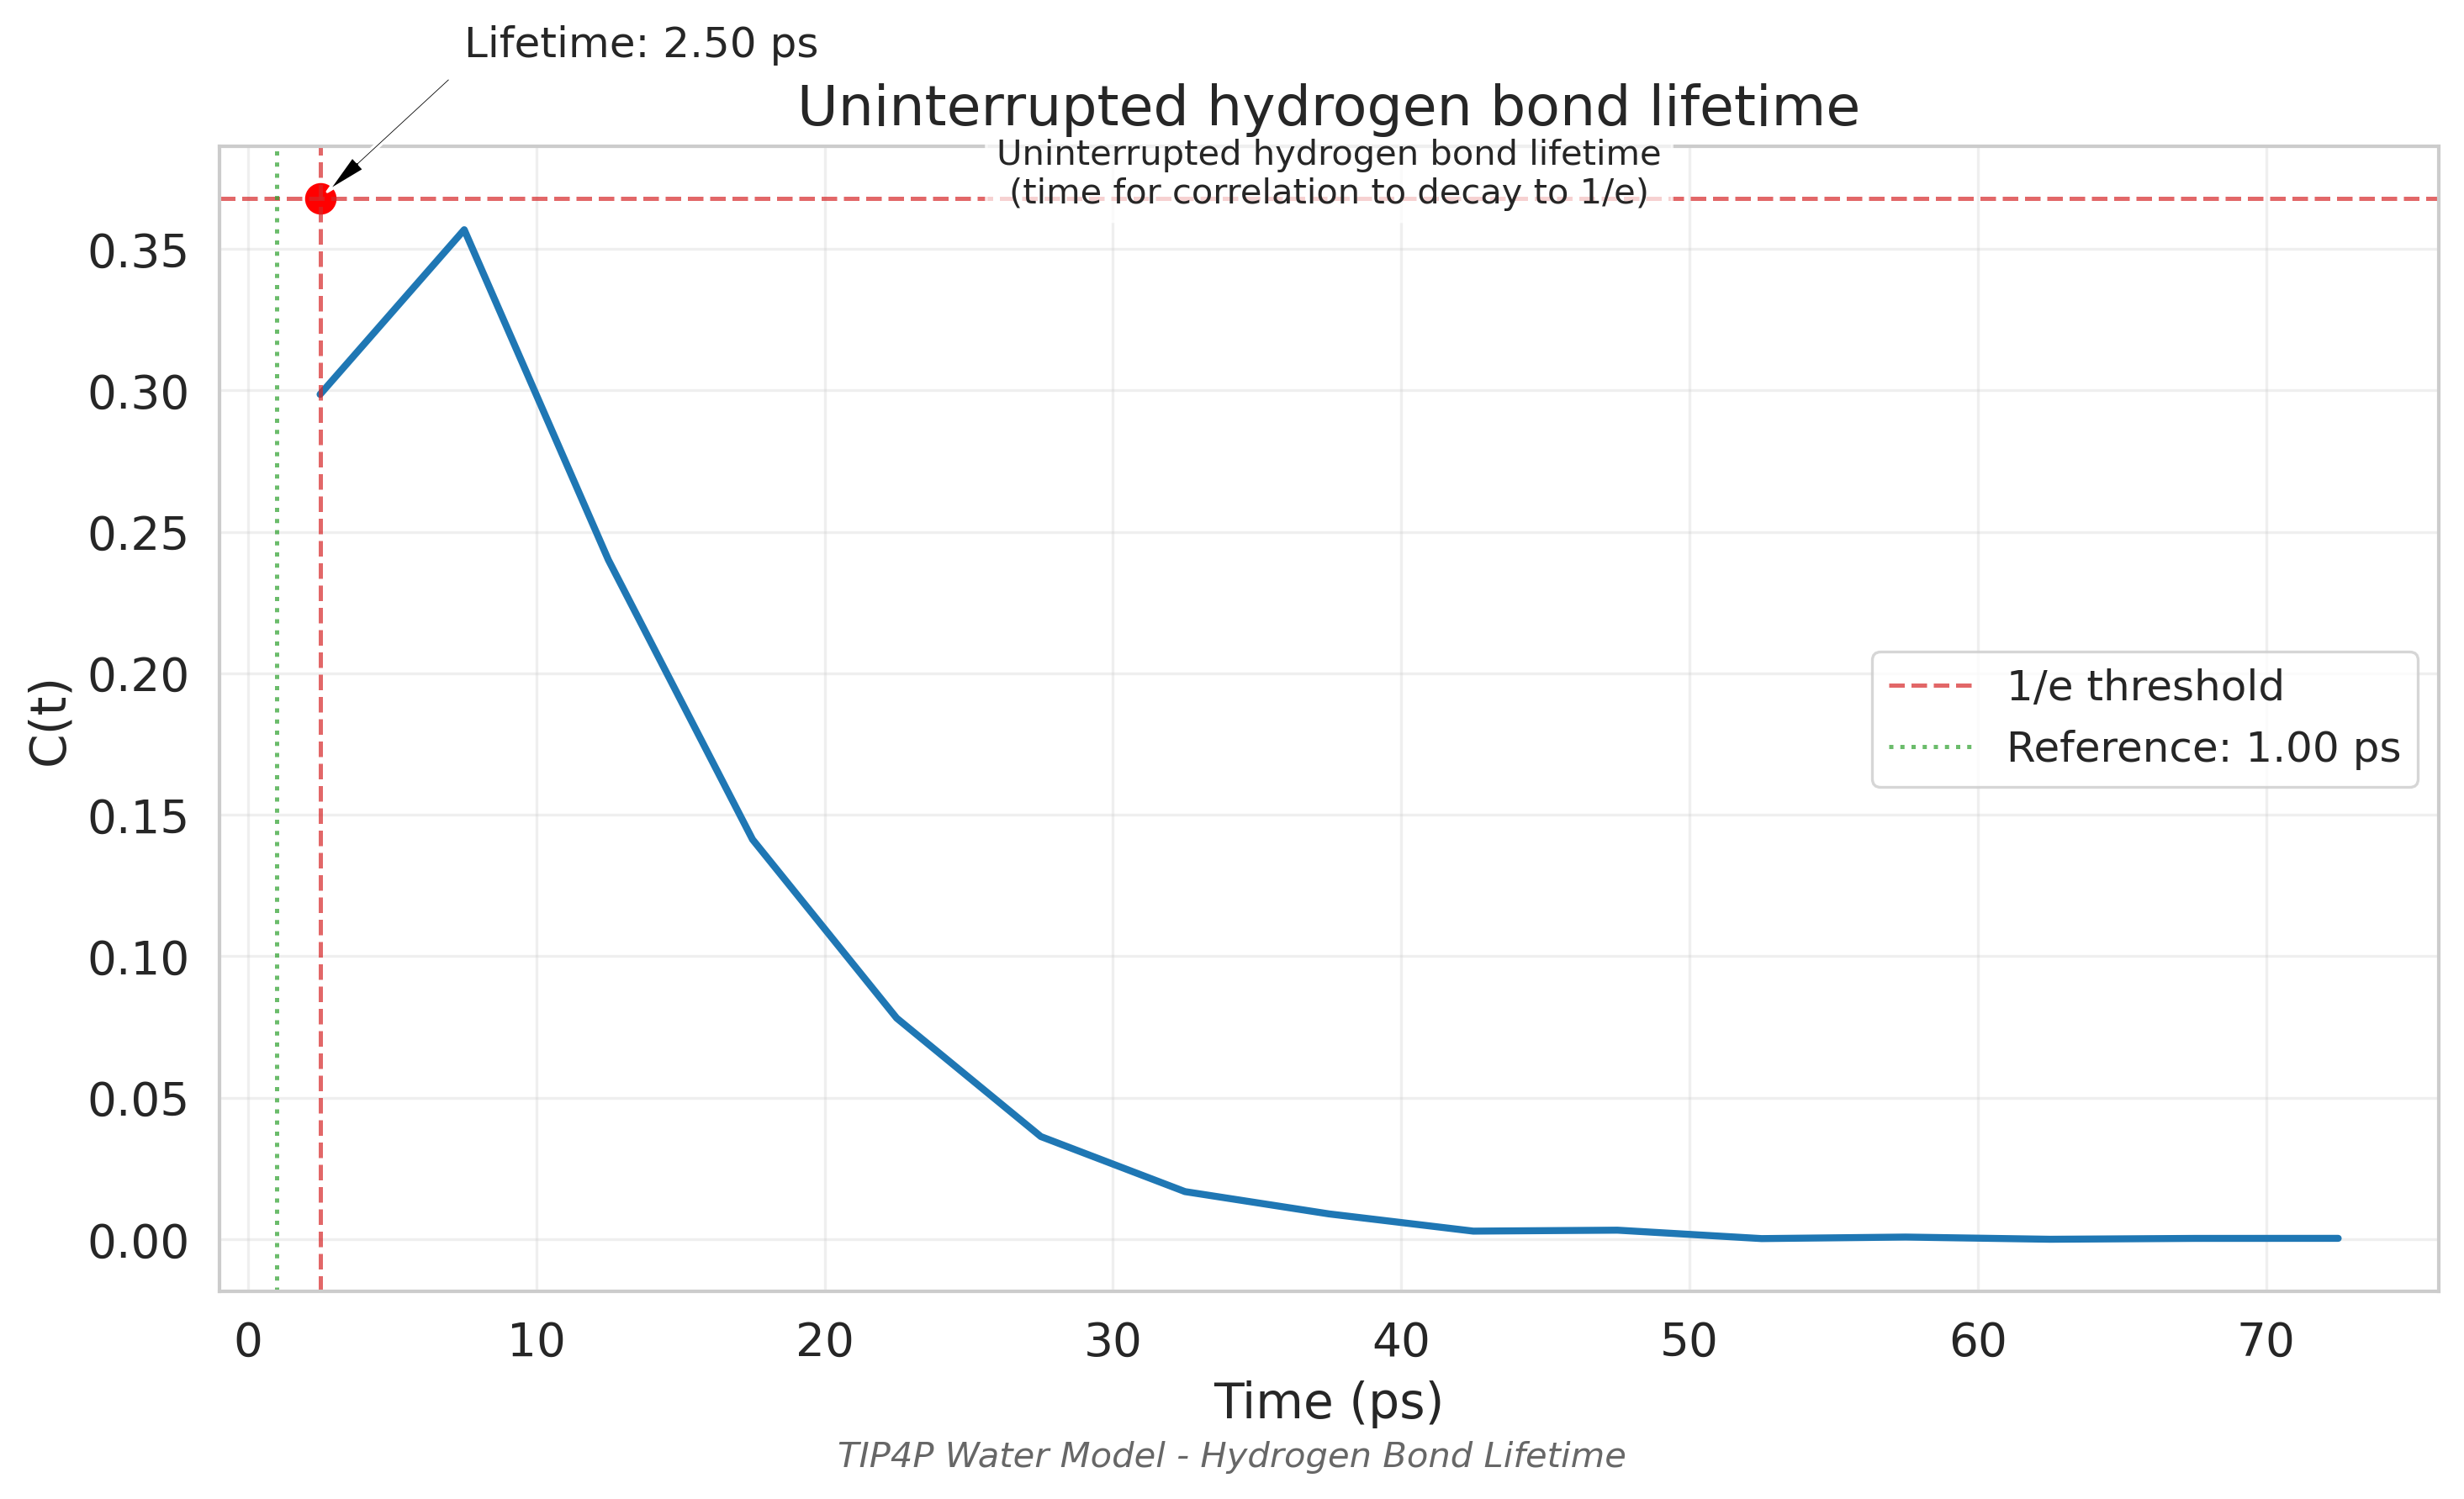 Lifetime: 2.50 ps
Uninterrupted hydrogen bond lifetime
Uninterrupted hydrogen bond lifetime
(time for correlation to decay to 1/e)
0.35
0.30
0.25
0.20
0.15
0.10
0.05
0.00
C(t)
1/e threshold
Reference: 1.00 ps
0 10 20 30 40 50 60 70
Time (ps)
TIP4P Water Model - Hydrogen Bond Lifetime